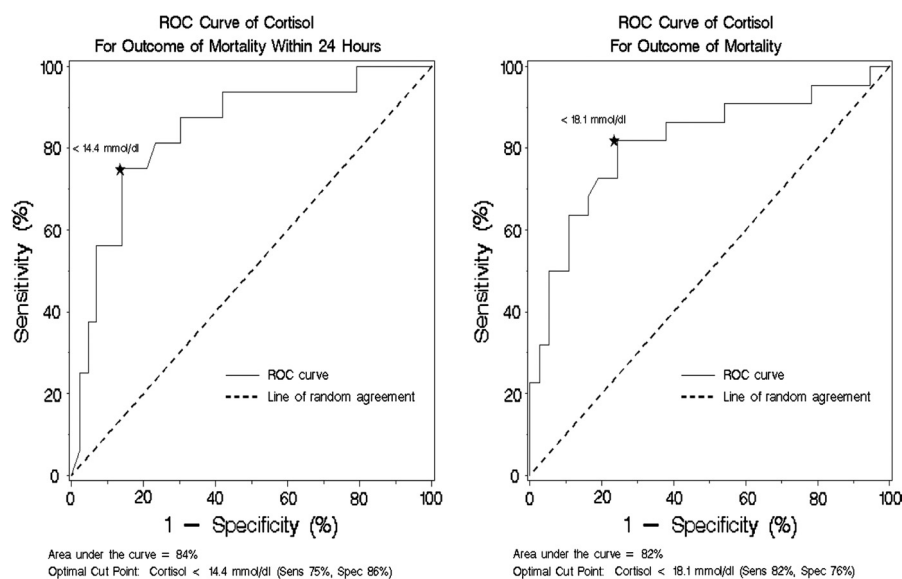 ROC Curve of Cortisol
For Outcome of Mortality Within 24 Hours
100
80
60
40
20
0
Sensitivity (%)
< 14.4 mmol/dl
ROC curve
Line of random agreement
0 20 40 60 80 100
1 – Specificity (%)
Area under the curve = 84%
Optimal Cut Point: Cortisol < 14.4 mmol/dl (Sens 75%, Spec 86%)
ROC Curve of Cortisol
For Outcome of Mortality
100
80
60
40
20
0
Sensitivity (%)
< 18.1 mmol/dl
ROC curve
Line of random agreement
0 20 40 60 80 100
1 – Specificity (%)
Area under the curve = 82%
Optimal Cut Point: Cortisol < 18.1 mmol/dl (Sens 82%, Spec 76%)